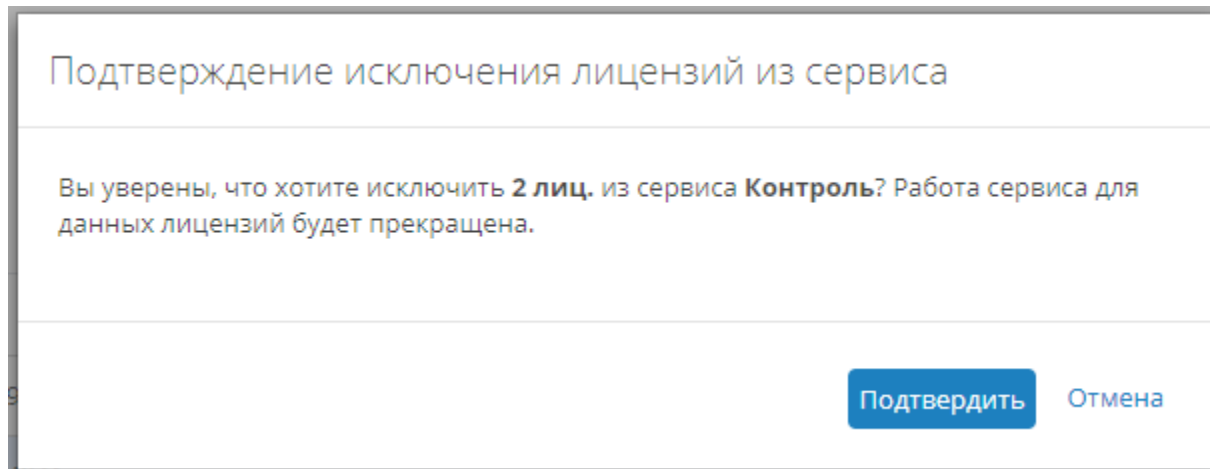 Подтверждение исключения лицензий из сервиса
Вы уверены, что хотите исключить 2 лиц. из сервиса Контроль? Работа сервиса для
данных лицензий будет прекращена.
Подтвердить Отмена